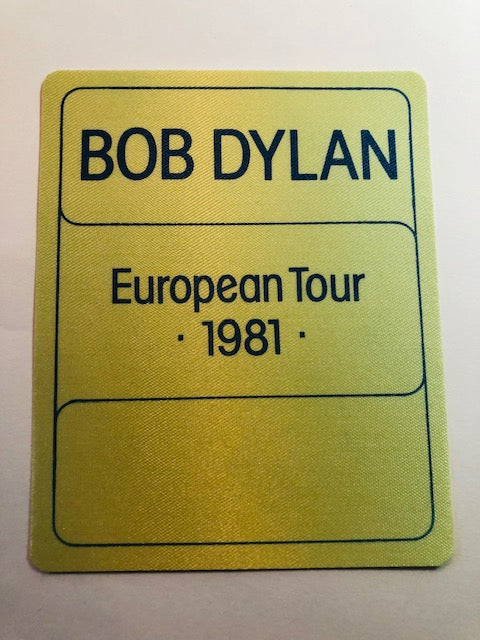 BOB DYLAN
European Tour
· 1981 ·